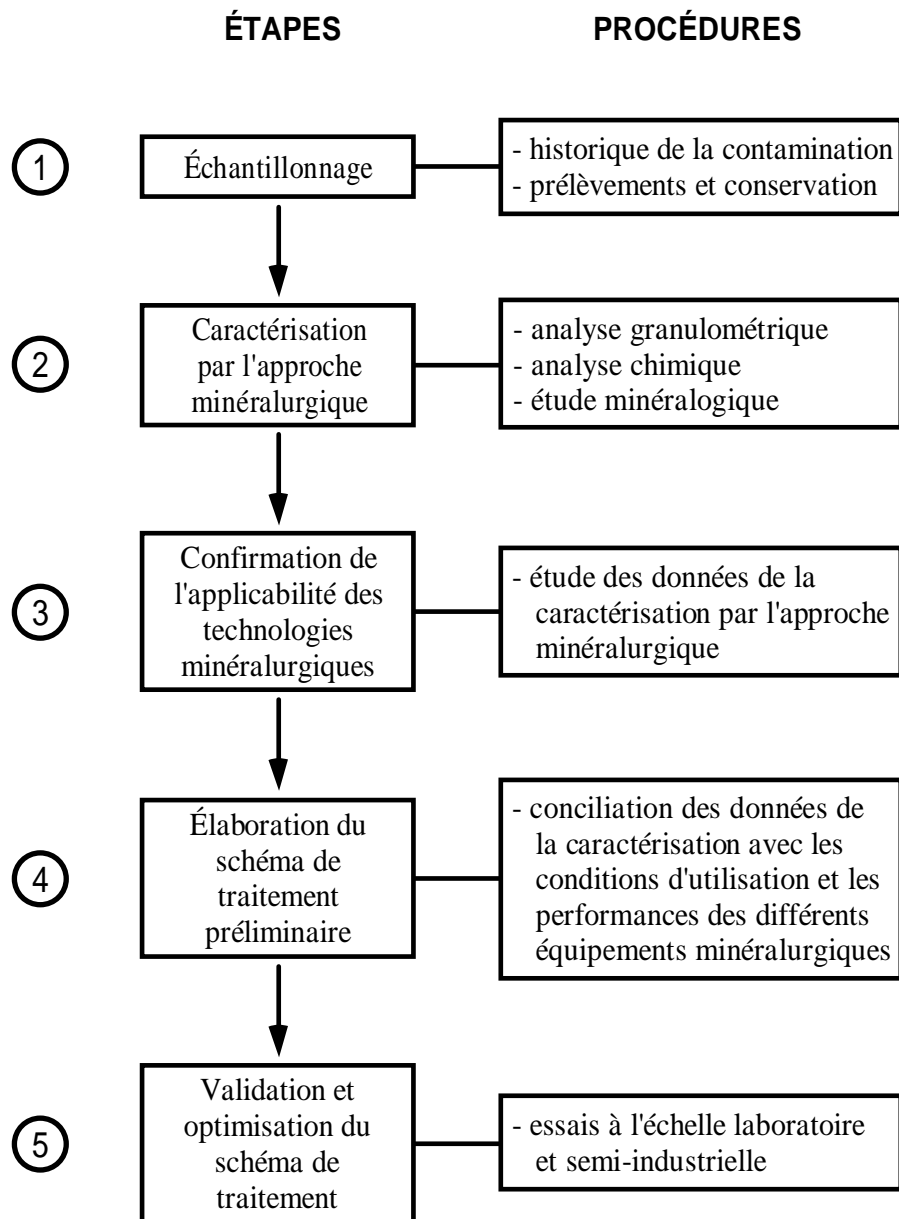 ÉTAPES
PROCÉDURES
1
Échantillonnage
- historique de la contamination
- prélèvements et conservation
2
Caractérisation
par l'approche
minéralurgique
- analyse granulométrique
- analyse chimique
- étude minéralogique
3
Confirmation de
l'applicabilité des
technologies
minéralurgiques
- étude des données de la
caractérisation par l'approche
minéralurgique
4
Élaboration du
schéma de
traitement
préliminaire
- conciliation des données de
la caractérisation avec les
conditions d'utilisation et les
performances des différents
équipements minéralurgiques
5
Validation et
optimisation du
schéma de
traitement
- essais à l'échelle laboratoire
et semi-industrielle